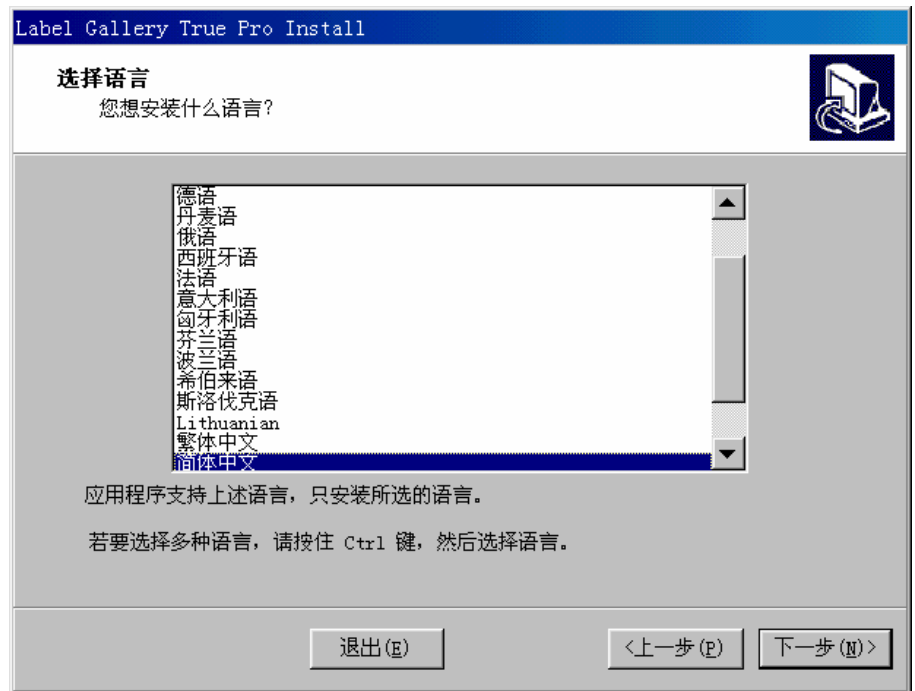 Label Gallery True Pro Install
选择语言
您想安装什么语言?
德语
丹麦语
俄语
西班牙语
法语
意大利语
匈牙利语
芬兰语
波兰语
希伯来语
斯洛伐克语
Lithuanian
繁体中文
简体中文
应用程序支持上述语言，只安装所选的语言。
若要选择多种语言，请按住 Ctrl 键，然后选择语言。
退出(E)
<上一步(P)
下一步(N)>